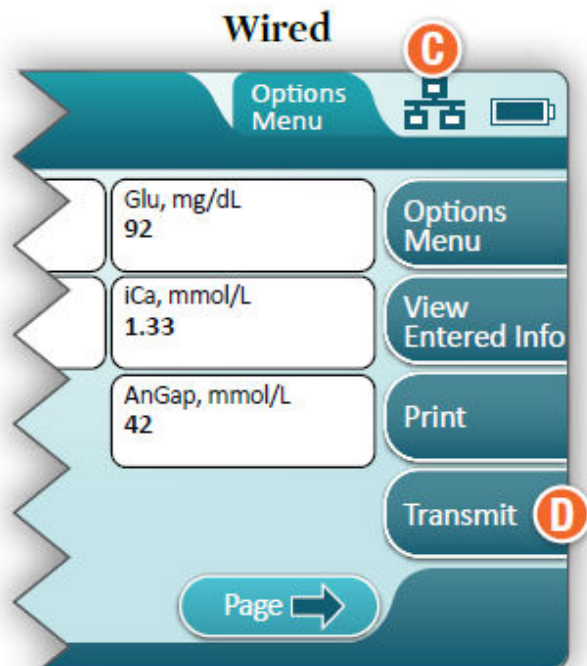 Wired
C
Options
Menu
Glu, mg/dL
92
Options
Menu
iCa, mmol/L
1.33
View
Entered Info
AnGap, mmol/L
42
Print
Transmit D
Page